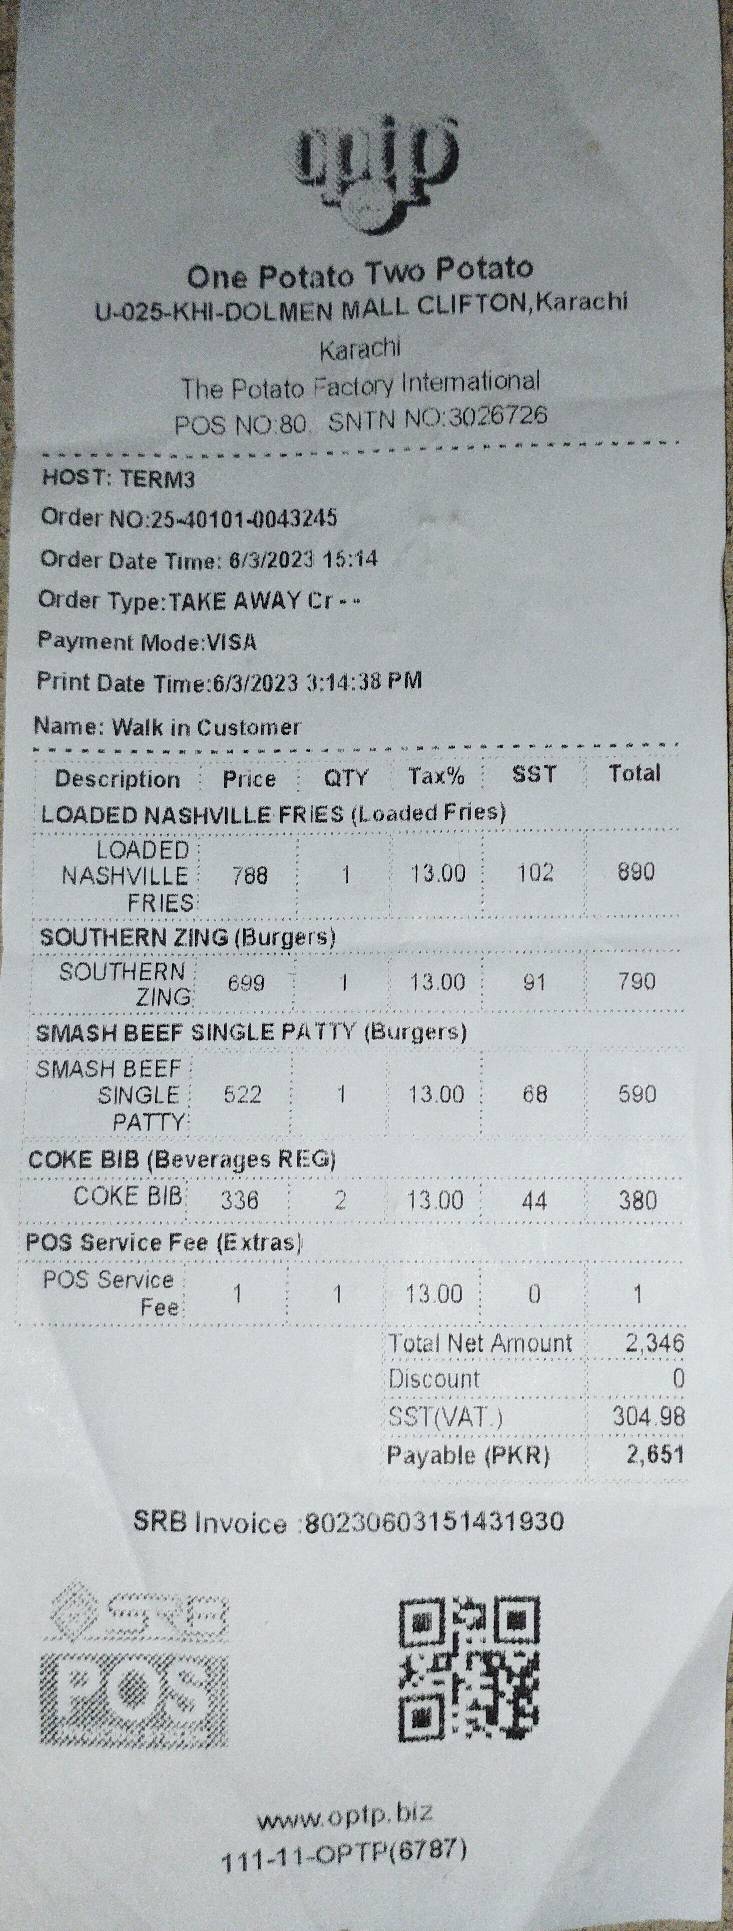 optp
One Potato Two Potato
U-025-KHI-DOLMEN MALL CLIFTON,Karachi
Karachi
The Potato Factory International
POS NO:80. SNTN NO:3026726
HOST: TERM3
Order NO:25-40101-0043245
Order Date Time: 6/3/2023 15:14
Order Type:TAKE AWAY Cr---
Payment Mode:VISA
Print Date Time:6/3/2023 3:14:38 PM
Name: Walk in Customer
Description Price QTY Tax% SST Total
LOADED NASHVILLE FRIES (Loaded Fries)
LOADED
NASHVILLE 788 1 13.00 102 890
FRIES
SOUTHERN ZING (Burgers)
SOUTHERN
ZING 699 1 13.00 91 790
SMASH BEEF SINGLE PATTY (Burgers)
SMASH BEEF
SINGLE 522 1 13.00 68 590
PATTY
COKE BIB (Beverages REG)
COKE BIB 336 2 13.00 44 380
POS Service Fee (Extras)
POS Service
Fee 1 1 13.00 0 1
Total Net Amount 2,346
Discount 0
SST(VAT.) 304.98
Payable (PKR) 2,651
SRB Invoice :80230603151431930
SRB
POS
www.optp.biz
111-11-OPTP(6787)